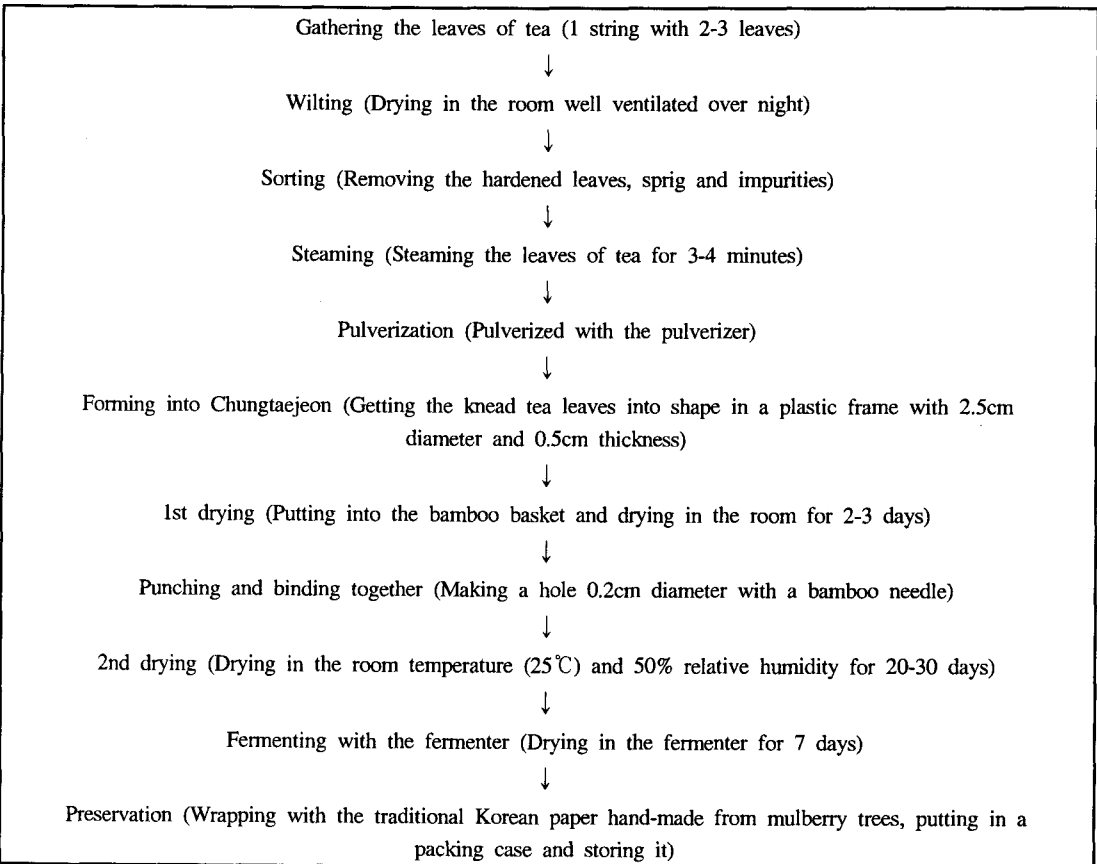 Gathering the leaves of tea (1 string with 2-3 leaves)
↓
Wilting (Drying in the room well ventilated over night)
↓
Sorting (Removing the hardened leaves, sprig and impurities)
↓
Steaming (Steaming the leaves of tea for 3-4 minutes)
↓
Pulverization (Pulverized with the pulverizer)
↓
Forming into Chungtaejeon (Getting the knead tea leaves into shape in a plastic frame with 2.5cm
diameter and 0.5cm thickness)
↓
1st drying (Putting into the bamboo basket and drying in the room for 2-3 days)
↓
Punching and binding together (Making a hole 0.2cm diameter with a bamboo needle)
↓
2nd drying (Drying in the room temperature (25℃) and 50% relative humidity for 20-30 days)
↓
Fermenting with the fermenter (Drying in the fermenter for 7 days)
↓
Preservation (Wrapping with the traditional Korean paper hand-made from mulberry trees, putting in a
packing case and storing it)